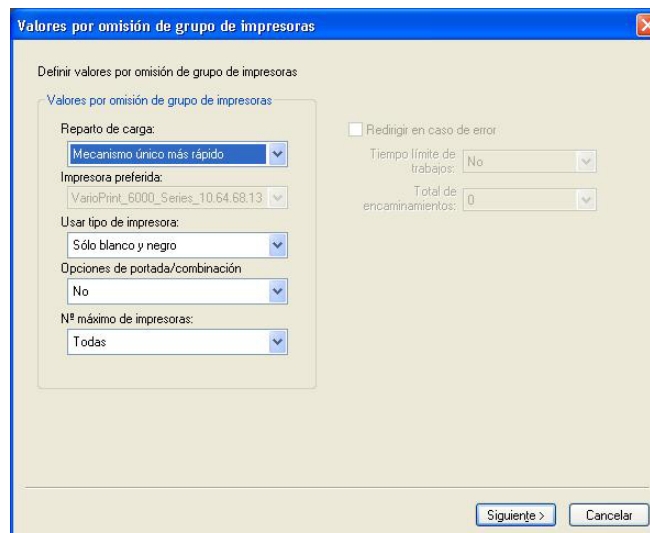 Valores por omisión de grupo de impresoras
Definir valores por omisión de grupo de impresoras
Valores por omisión de grupo de impresoras
Reparto de carga:
Mecanismo único más rápido
Impresora preferida:
VarioPrint_6000_Series_10.64.68.13
Usar tipo de impresora:
Sólo blanco y negro
Opciones de portada/combinación
No
Nº máximo de impresoras:
Todas
Redirigir en caso de error
Tiempo límite de
trabajos:
No
Total de
encaminamientos:
0
Siguiente >
Cancelar